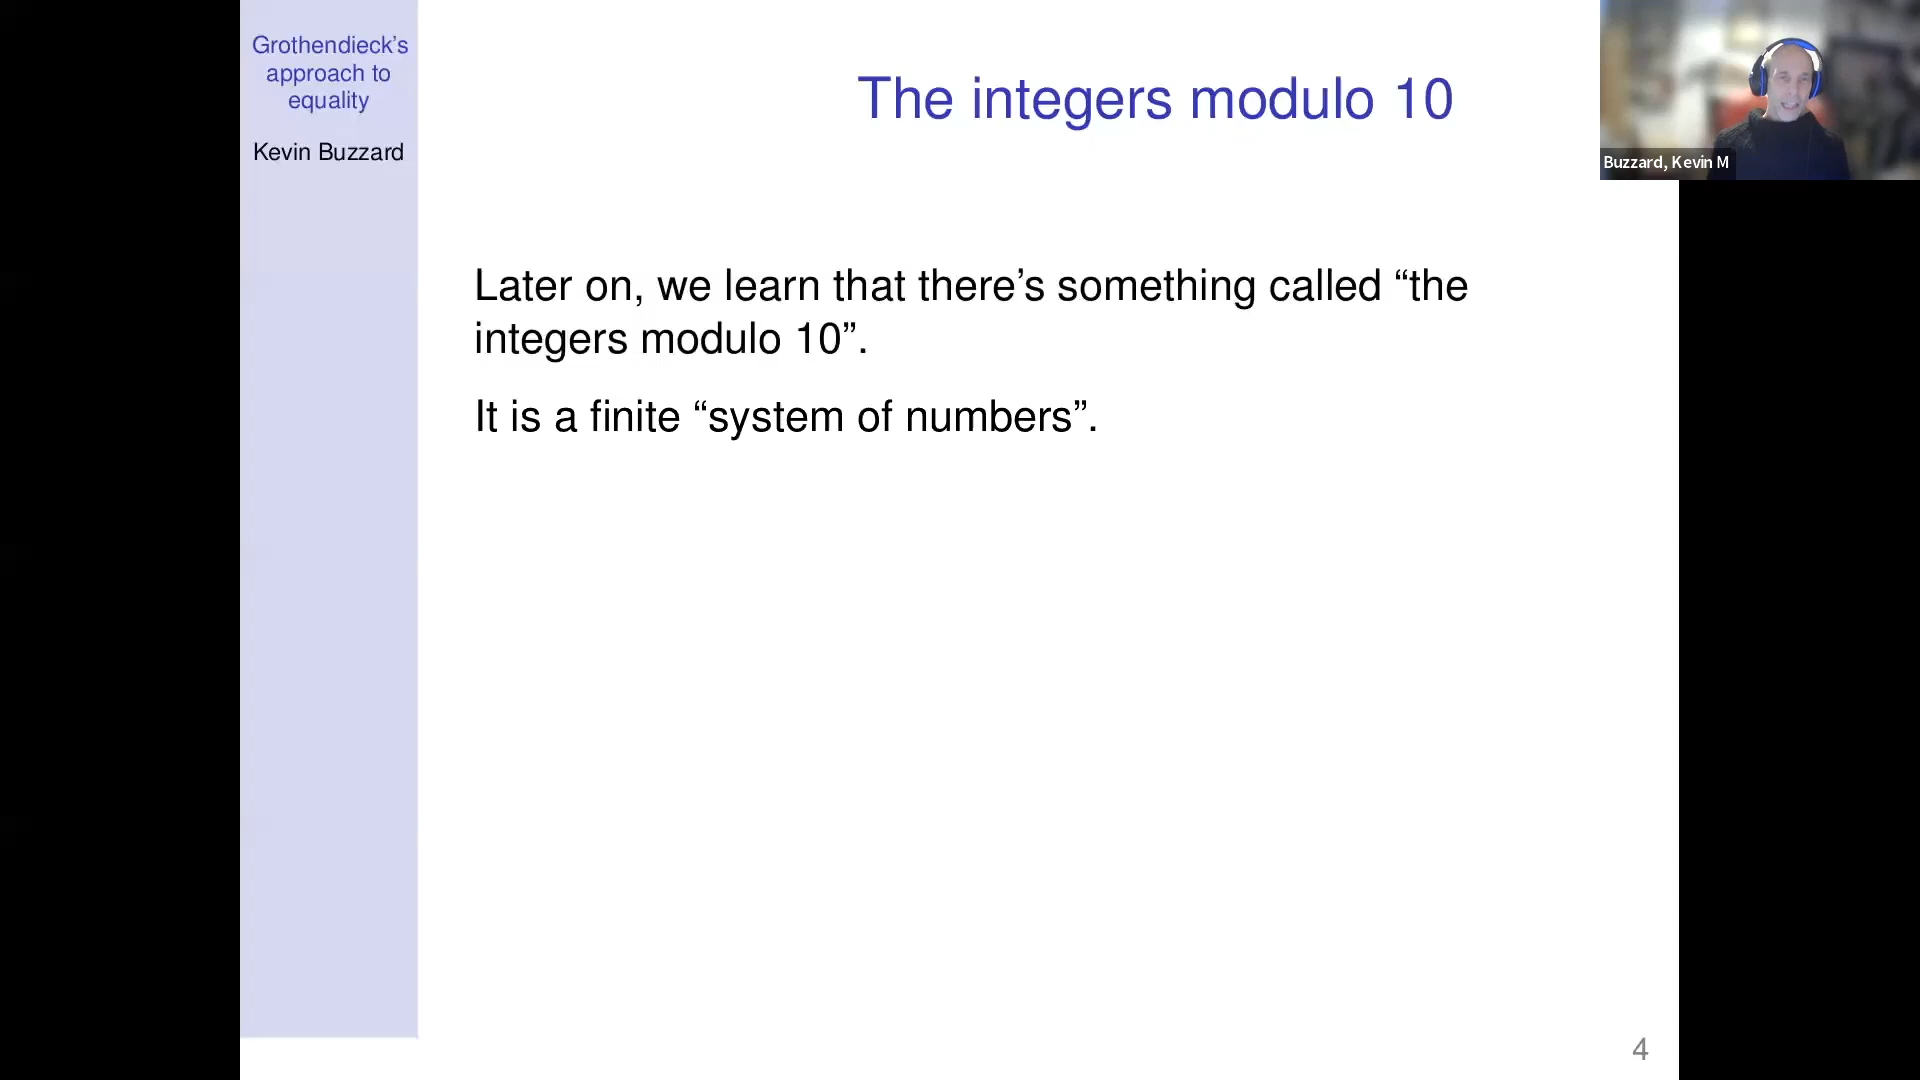 Grothendieck’s
approach to
equality
Kevin Buzzard
The integers modulo 10
Buzzard, Kevin M
Later on, we learn that there’s something called “the
integers modulo 10”.
It is a finite “system of numbers”.
4